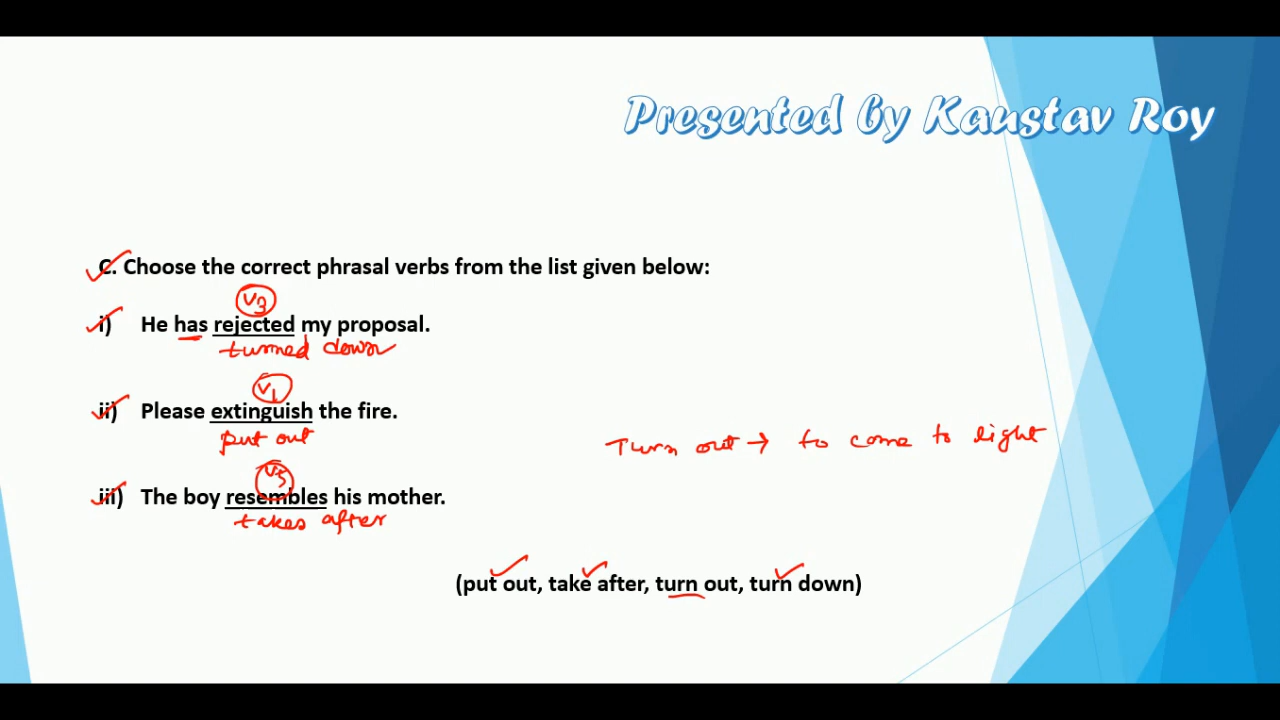 Presented by Kaustav Roy
C. Choose the correct phrasal verbs from the list given below:
V3
i) He has rejected my proposal.
turned down
V1
ii) Please extinguish the fire.
put out
Turn out → to come to light
V5
iii) The boy resembles his mother.
takes after
(put out, take after, turn out, turn down)